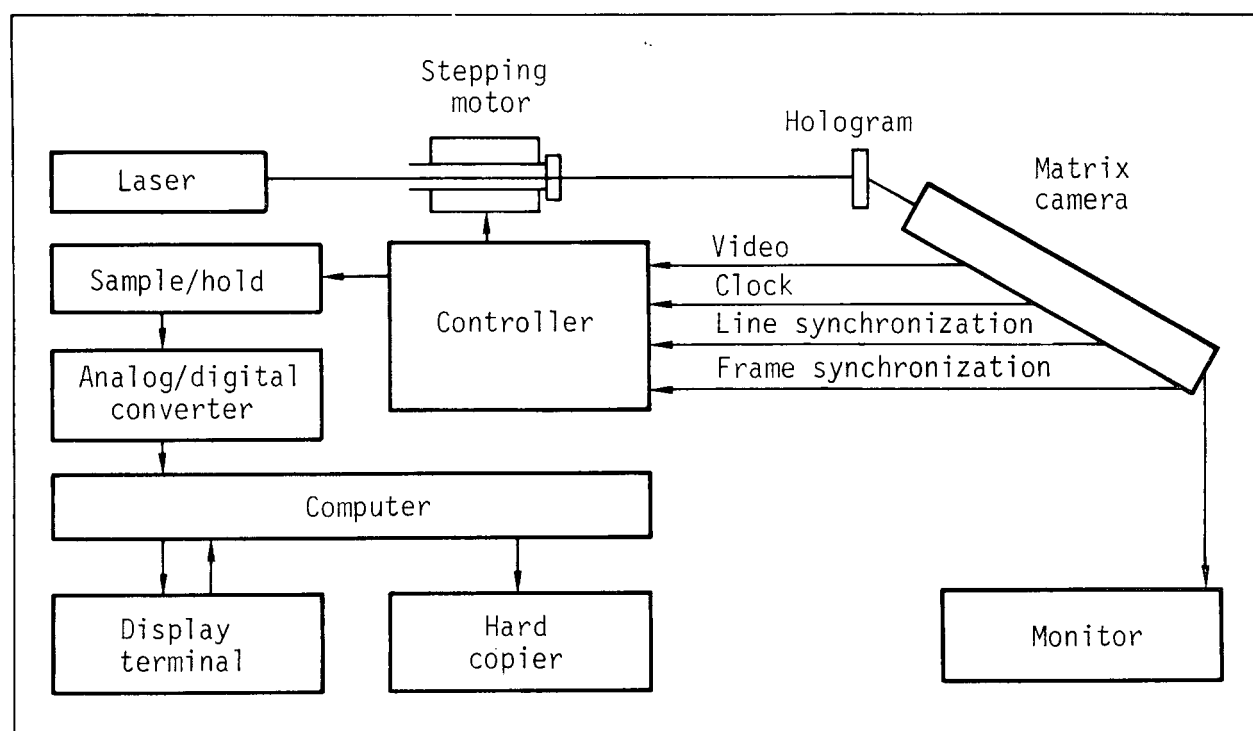 Stepping
motor
Hologram
Matrix
camera
Laser
Video
Sample/hold
Clock
Controller
Line synchronization
Analog/digital
converter
Frame synchronization
Computer
Display
terminal
Hard
copier
Monitor